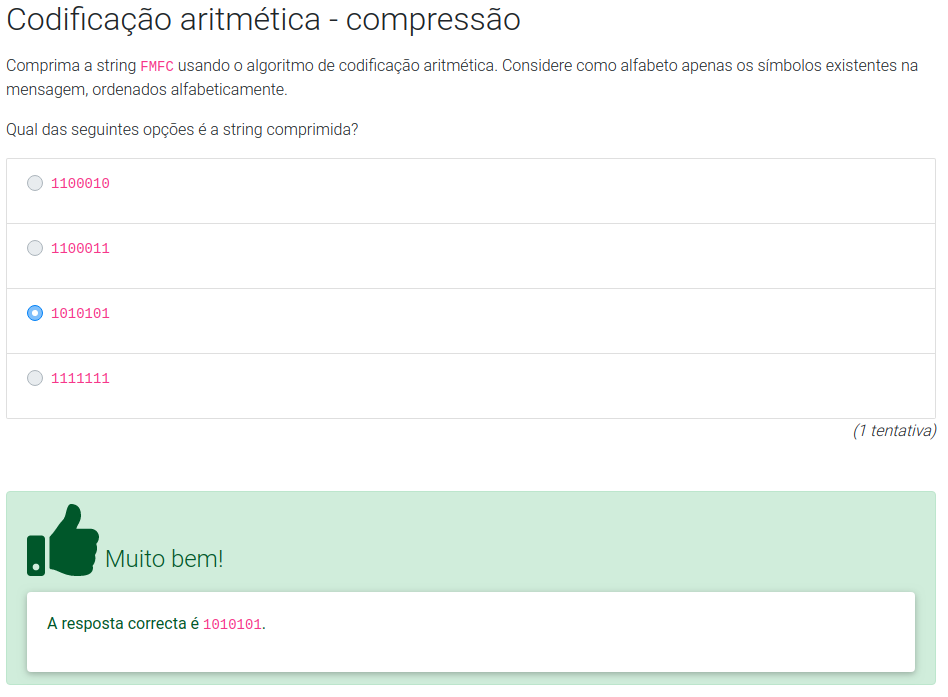 Codificação aritmética - compressão
Comprima a string FMFC usando o algoritmo de codificação aritmética. Considere como alfabeto apenas os símbolos existentes na
mensagem, ordenados alfabeticamente.
Qual das seguintes opções é a string comprimida?
1100010
1100011
1010101
1111111
(1 tentativa)
Muito bem!
A resposta correcta é 1010101.